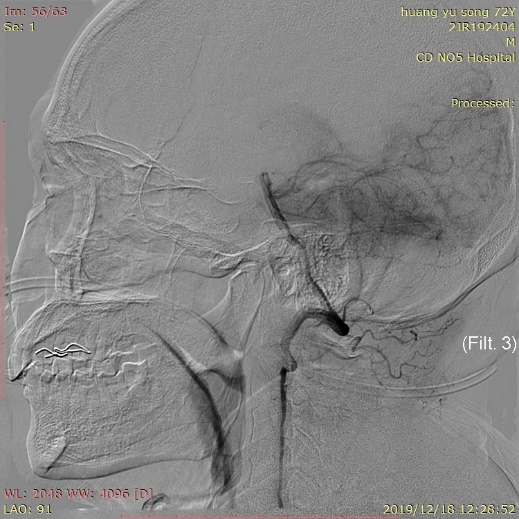 Im: 56/63
Se: 1
huang yu song 72Y
2IR192404
M
CD NO5 Hospital
Processed:
(Filt. 3)
WL: 2048 WW: 4096 [D]
LAO: 91
2019/12/18 12:28:52